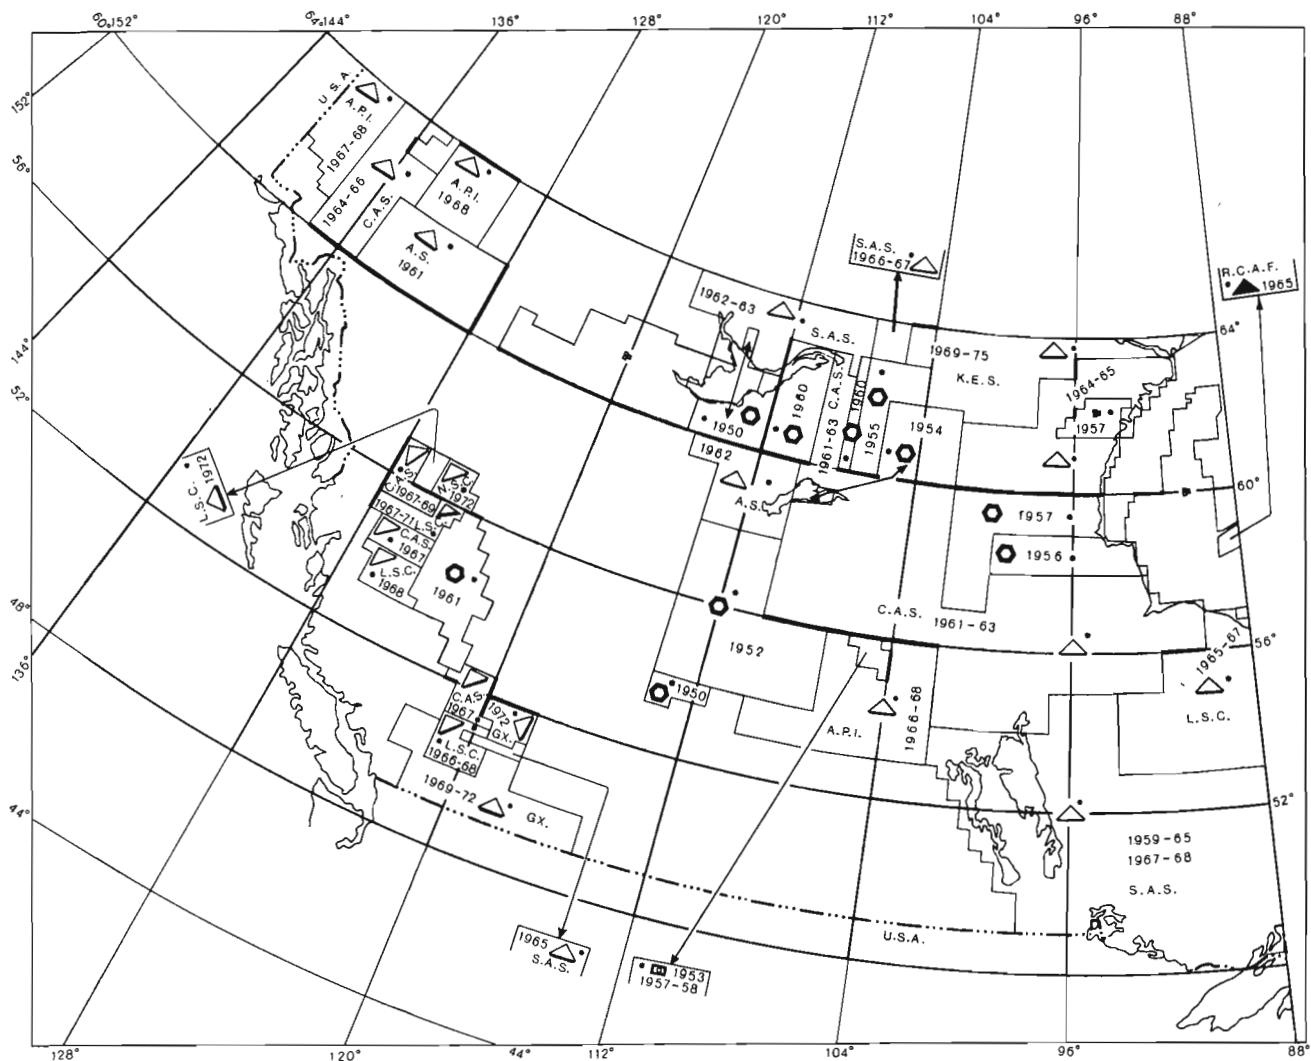 60° 152°
64° 144°
136°
128°
120°
112°
104°
96°
88°
152°
56°
144°
52°
48°
136°
44°
U.S.A
A.P.I.
1967-68
1964-66
C.A.S.
A.P.I.
1968
A.S.
1961
S.A.S.
1966-67
R.C.A.F.
1965
64°
1962-63
S.A.S.
1969-75
K.E.S.
1964-65
1957
1960
C.A.S.
1961-63
1960
1955
1954
1950
1962
A.S.
60°
1957
1956
L.S.C.
1972
C.A.S.
1967-69
1972
1967-71
L.S.C.
C.A.S.
1967
L.S.C.
1968
1961
C.A.S. 1961-63
1952
1950
56°
1965-67
L.S.C.
C.A.S.
1967
1972
GX.
L.S.C.
1966-68
A.P.I.
1966-68
1969-72
GX.
52°
1959-65
1967-68
S.A.S.
U.S.A.
1965
S.A.S.
1953
1957-58
128°
120°
44°
112°
104°
96°
88°